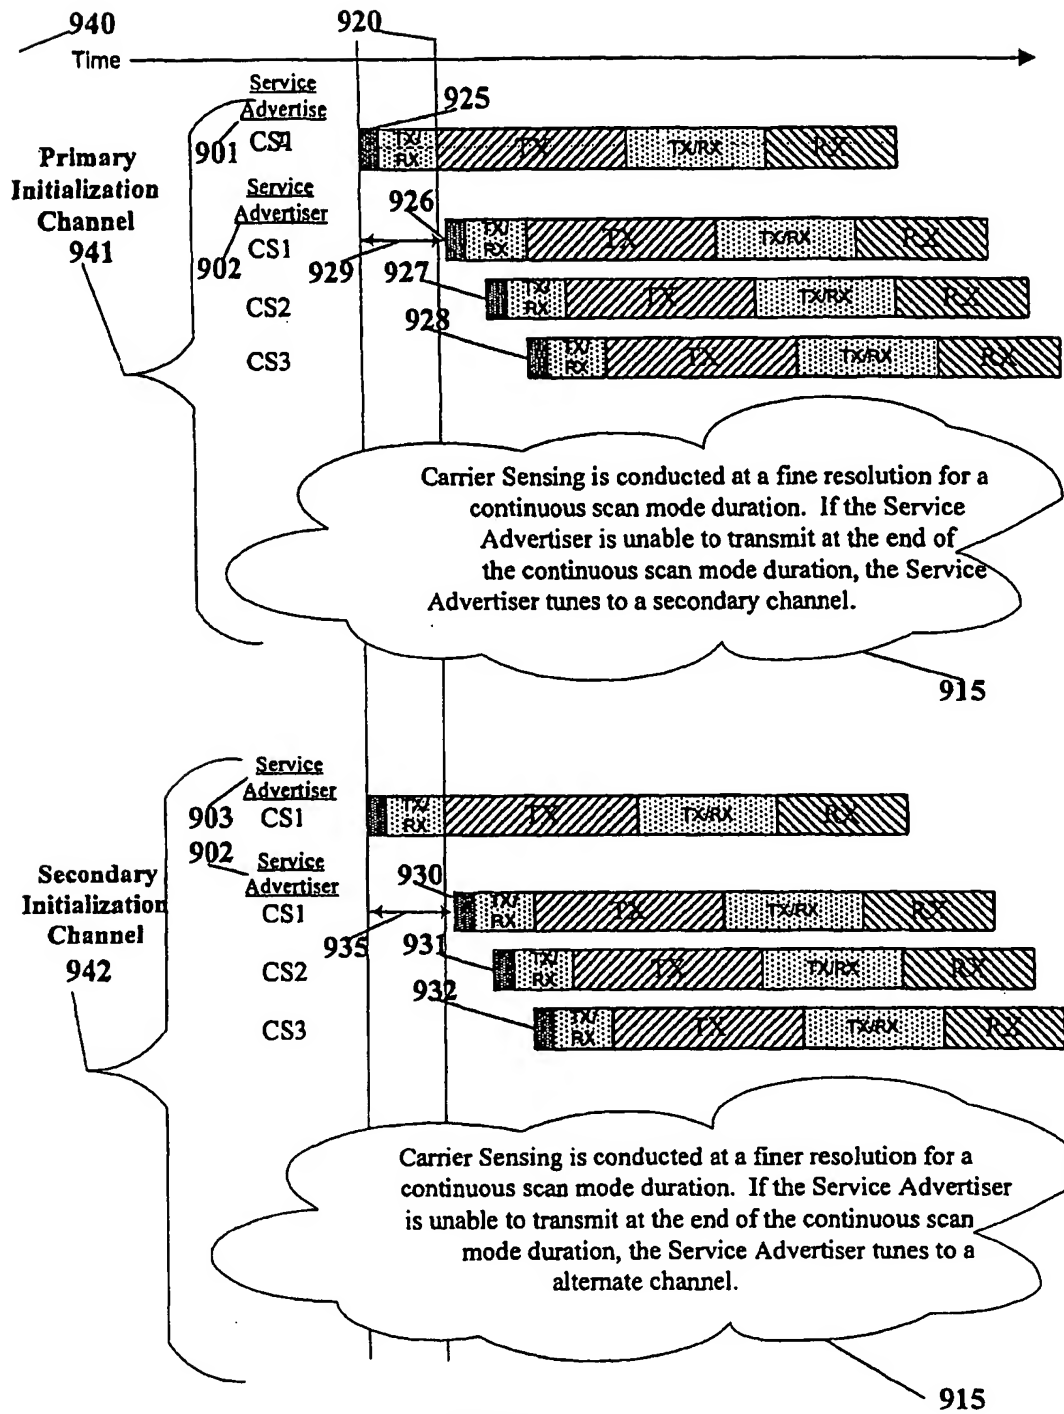 940
920
Time
Service
Advertise
925
901
CS1
TX/
RX
TX
TX/RX
RX
Primary
Initialization
Channel
941
Service
Advertiser
926
902
CS1
929
TX/
RX
TX
TX/RX
RX
927
CS2
TX/
RX
TX
TX/RX
RX
928
CS3
TX/
RX
TX
TX/RX
RX
Carrier Sensing is conducted at a fine resolution for a
continuous scan mode duration. If the Service
Advertiser is unable to transmit at the end of
the continuous scan mode duration, the Service
Advertiser tunes to a secondary channel.
915
Service
Advertiser
903
CS1
TX/
RX
TX
TX/RX
RX
Secondary
Initialization
Channel
942
902
Service
Advertiser
930
CS1
935
TX/
RX
TX
TX/RX
RX
931
CS2
TX/
RX
TX
TX/RX
RX
932
CS3
TX/
RX
TX
TX/RX
RX
Carrier Sensing is conducted at a finer resolution for a
continuous scan mode duration. If the Service Advertiser
is unable to transmit at the end of the continuous scan
mode duration, the Service Advertiser tunes to a
alternate channel.
915